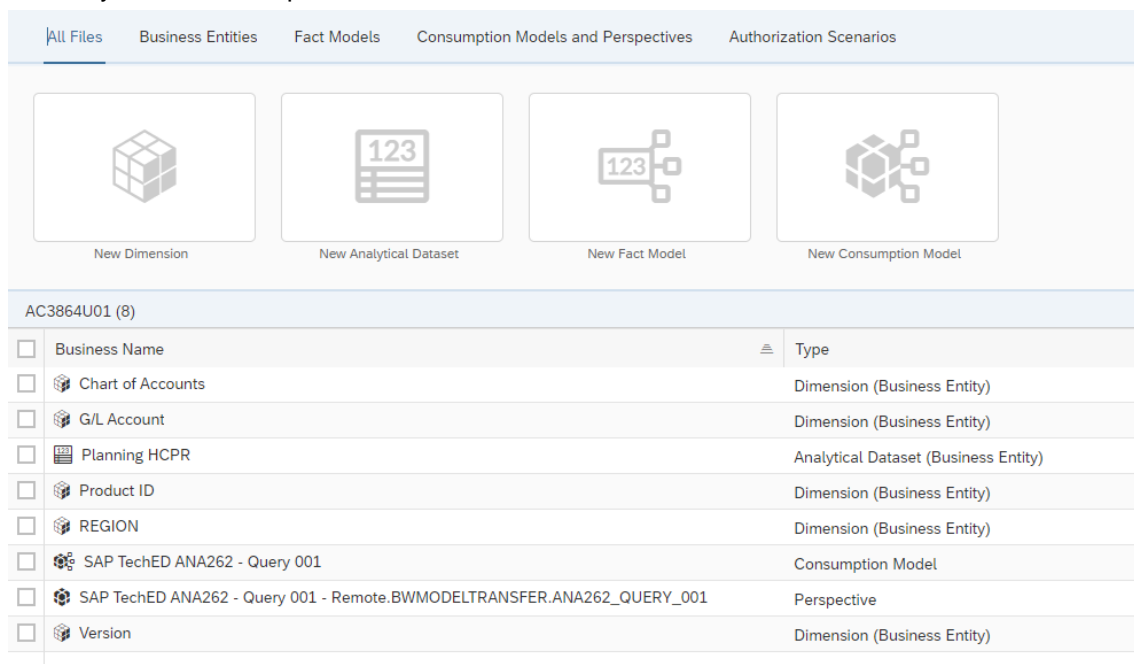 All Files Business Entities Fact Models Consumption Models and Perspectives Authorization Scenarios
123 123
New Dimension New Analytical Dataset New Fact Model New Consumption Model
AC3864U01 (8)
Business Name Type
Chart of Accounts Dimension (Business Entity)
G/L Account Dimension (Business Entity)
123 Planning HCPR Analytical Dataset (Business Entity)
Product ID Dimension (Business Entity)
REGION Dimension (Business Entity)
SAP TechED ANA262 - Query 001 Consumption Model
SAP TechED ANA262 - Query 001 - Remote.BWMODELTRANSFER.ANA262_QUERY_001 Perspective
Version Dimension (Business Entity)